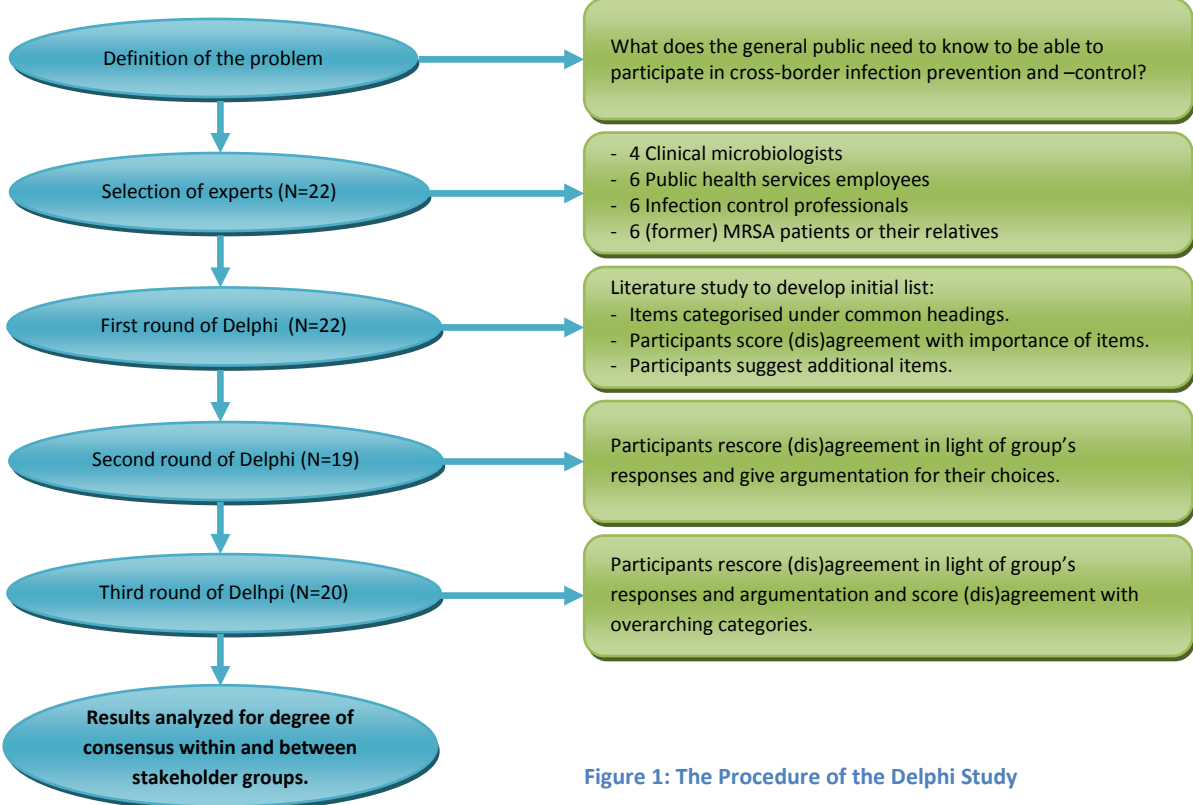 Definition of the problem
What does the general public need to know to be able to
participate in cross-border infection prevention and –control?
Selection of experts (N=22)
- 4 Clinical microbiologists
- 6 Public health services employees
- 6 Infection control professionals
- 6 (former) MRSA patients or their relatives
First round of Delphi (N=22)
Literature study to develop initial list:
- Items categorised under common headings.
- Participants score (dis)agreement with importance of items.
- Participants suggest additional items.
Second round of Delphi (N=19)
Participants rescore (dis)agreement in light of group’s
responses and give argumentation for their choices.
Third round of Delhpi (N=20)
Participants rescore (dis)agreement in light of group’s
responses and argumentation and score (dis)agreement with
overarching categories.
Results analyzed for degree of
consensus within and between
stakeholder groups.
Figure 1: The Procedure of the Delphi Study